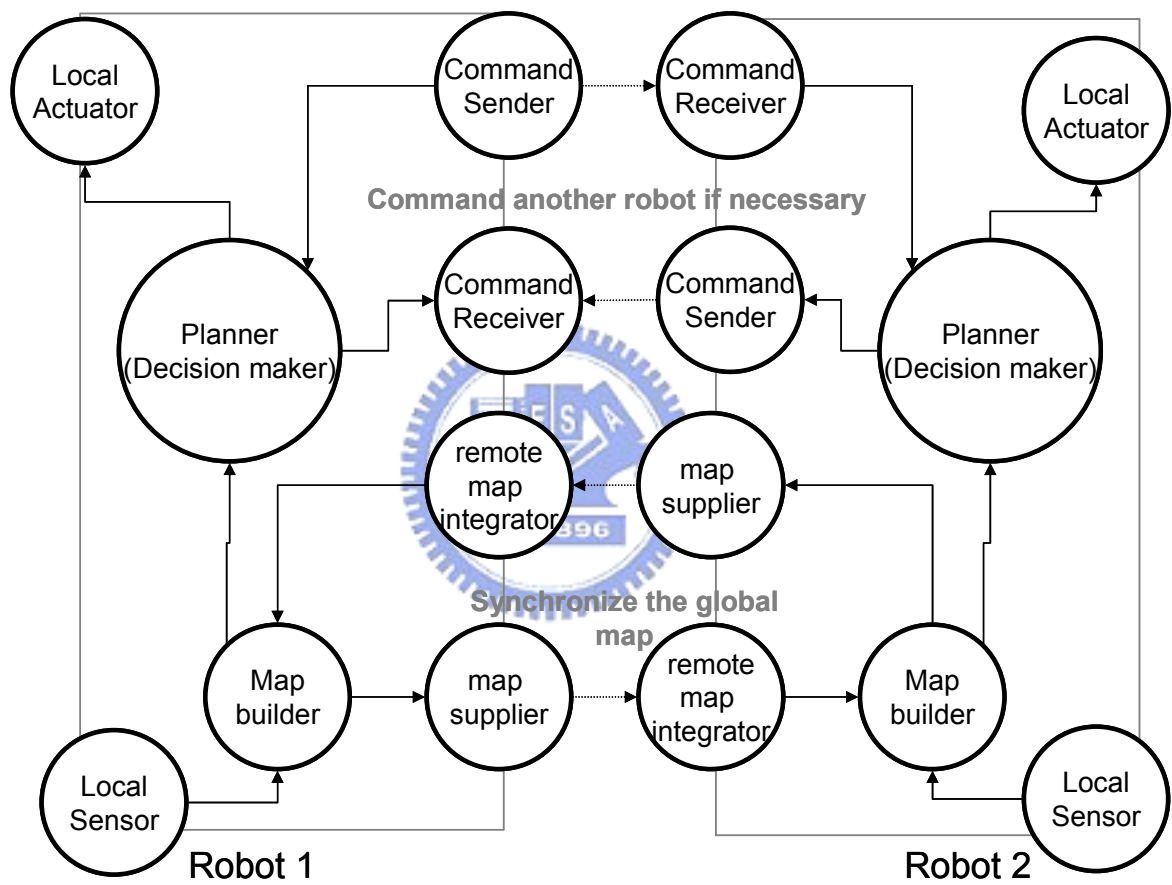 Local
Actuator
Command
Sender
Command
Receiver
Local
Actuator
Command another robot if necessary
Planner
(Decision maker)
Command
Receiver
Command
Sender
Planner
(Decision maker)
E S A
remote
map
integrator
map
supplier
896
Synchronize the global
map
Map
builder
map
supplier
remote
map
integrator
Map
builder
Local
Sensor
Local
Sensor
Robot 1
Robot 2